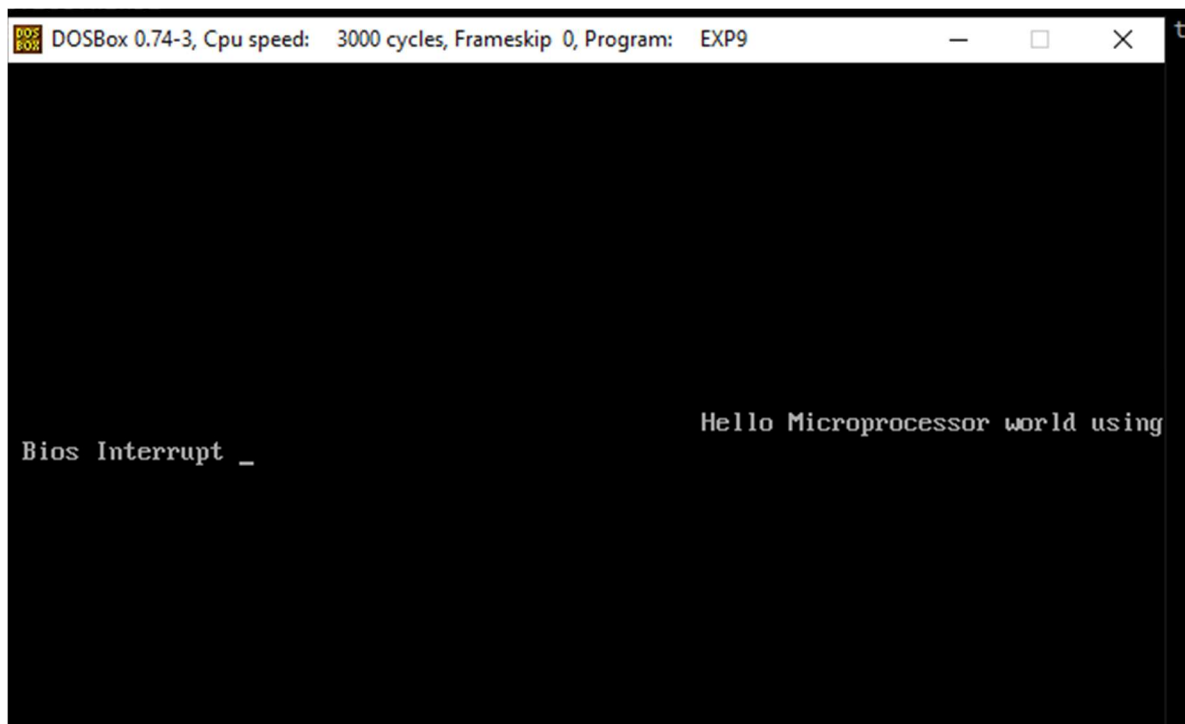 DOSBox 0.74-3, Cpu speed: 3000 cycles, Frameskip 0, Program: EXP9
Hello Microprocessor world using
Bios Interrupt _